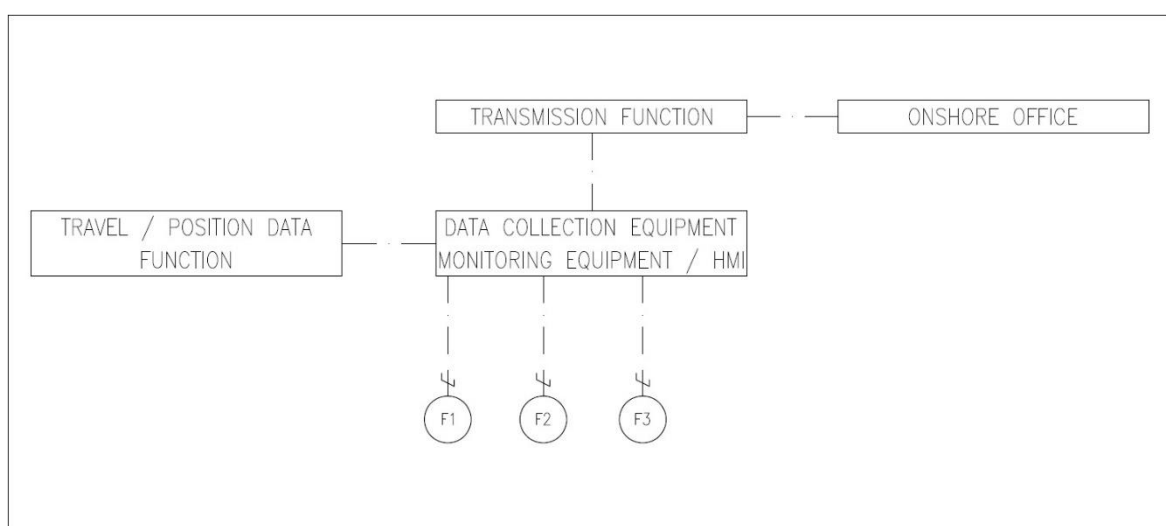 TRANSMISSION FUNCTION
ONSHORE OFFICE
TRAVEL / POSITION DATA
FUNCTION
DATA COLLECTION EQUIPMENT
MONITORING EQUIPMENT / HMI
F1
F2
F3